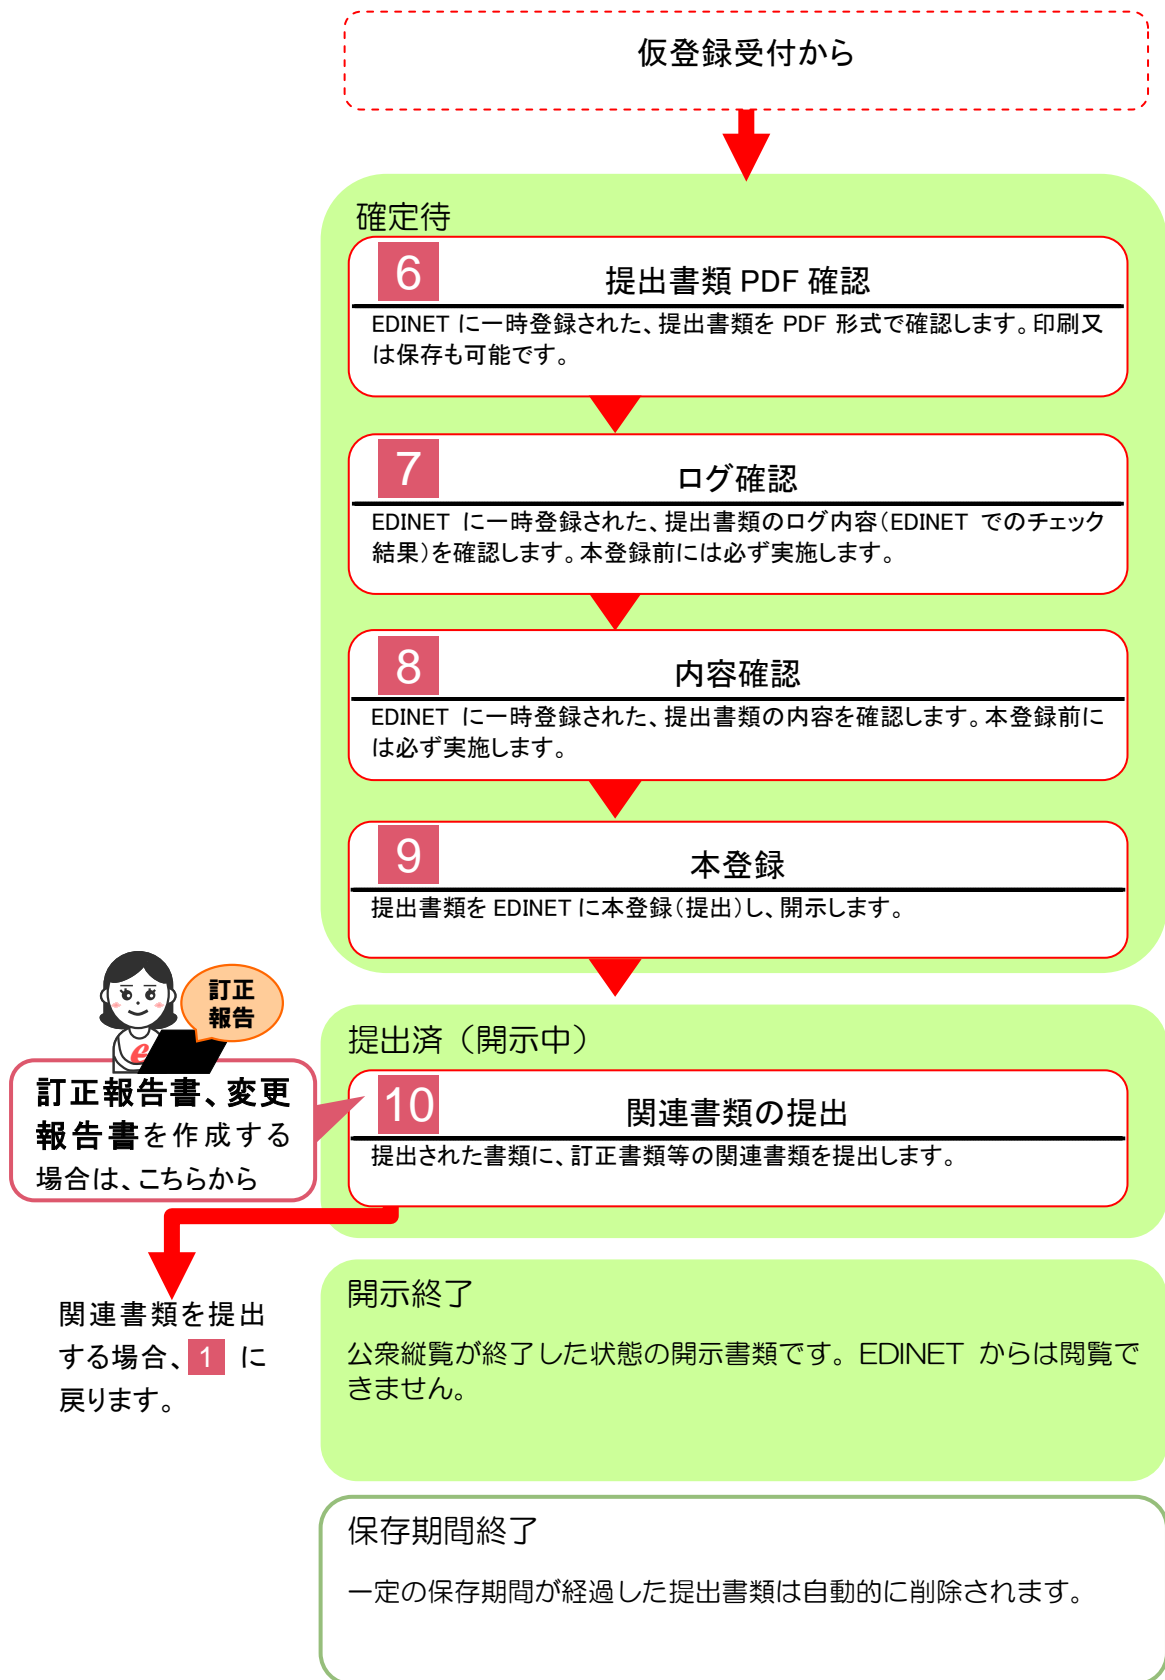 仮登録受付から
確定待
6
提出書類 PDF 確認
EDINET に一時登録された、提出書類を PDF 形式で確認します。印刷又
は保存も可能です。
7
ログ確認
EDINET に一時登録された、提出書類のログ内容（EDINET でのチェック
結果）を確認します。本登録前には必ず実施します。
8
内容確認
EDINET に一時登録された、提出書類の内容を確認します。本登録前に
は必ず実施します。
9
本登録
提出書類を EDINET に本登録（提出）し、開示します。
訂正
報告
e
訂正報告書、変更
報告書を作成する
場合は、こちらから
提出済（開示中）
10
関連書類の提出
提出された書類に、訂正書類等の関連書類を提出します。
関連書類を提出
する場合、 1 に
戻ります。
開示終了
公衆縦覧が終了した状態の開示書類です。EDINET からは閲覧で
きません。
保存期間終了
一定の保存期間が経過した提出書類は自動的に削除されます。